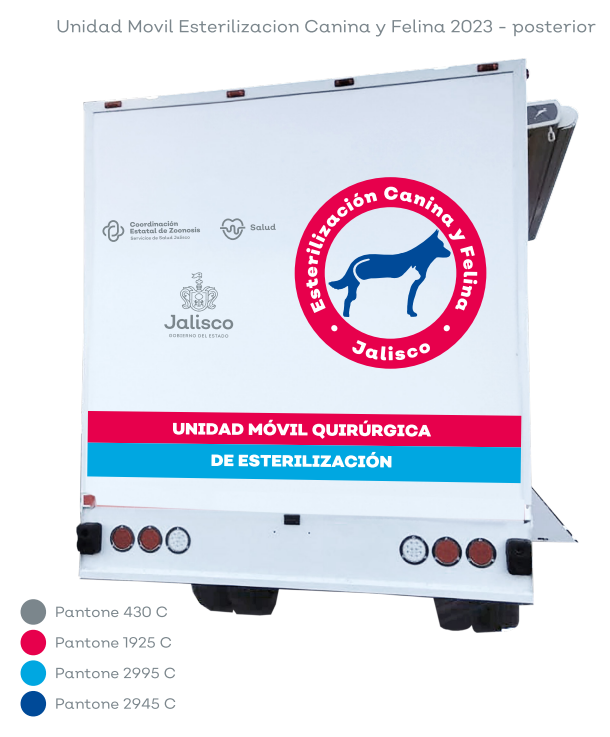 Unidad Movil Esterilizacion Canina y Felina 2023 - posterior
Coordinación
Estatal de Zoonosis
Servicios de Salud Jalisco
Salud
Jalisco
GOBIERNO DEL ESTADO
Esterilización Canina y Felina
Jalisco
UNIDAD MÓVIL QUIRÚRGICA
DE ESTERILIZACIÓN
Pantone 430 C
Pantone 1925 C
Pantone 2995 C
Pantone 2945 C